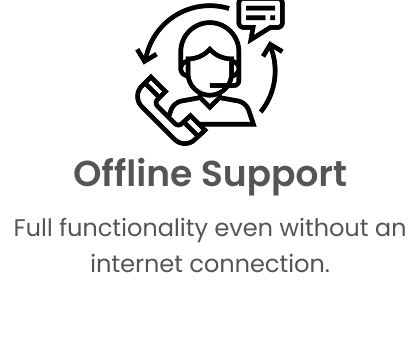 Offline Support
Full functionality even without an
internet connection.